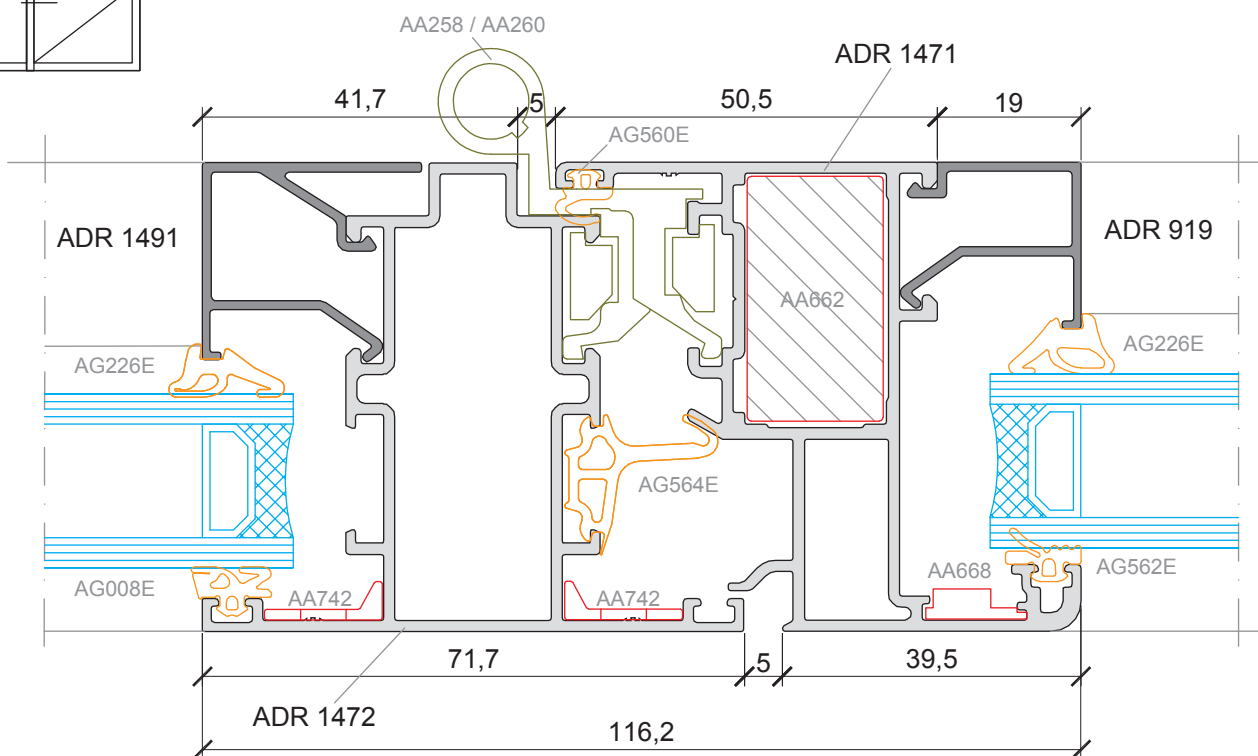 AA258 / AA260
ADR 1471
41,7
5
50,5
19
AG560E
ADR 1491
ADR 919
AA662
AG226E
AG226E
AG564E
AG008E
AA742
AA742
AA668
AG562E
71,7
5
39,5
ADR 1472
116,2